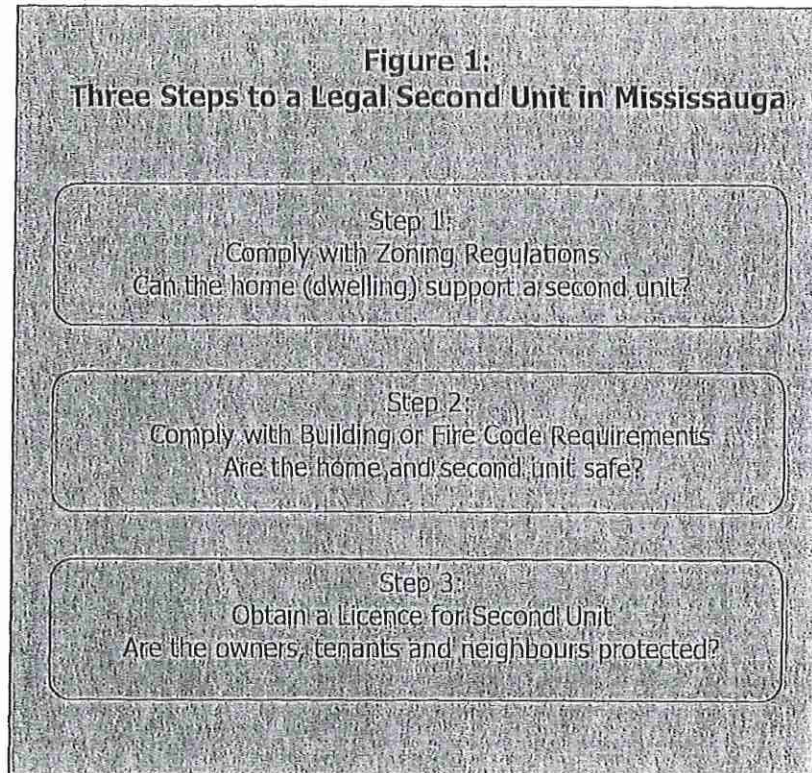 Figure 1:
Three Steps to a Legal Second Unit in Mississauga
Step 1:
Comply with Zoning Regulations
Can the home (dwelling) support a second unit?
Step 2:
Comply with Building or Fire Code Requirements
Are the home and second unit safe?
Step 3:
Obtain a Licence for Second Unit
Are the owners, tenants and neighbours protected?